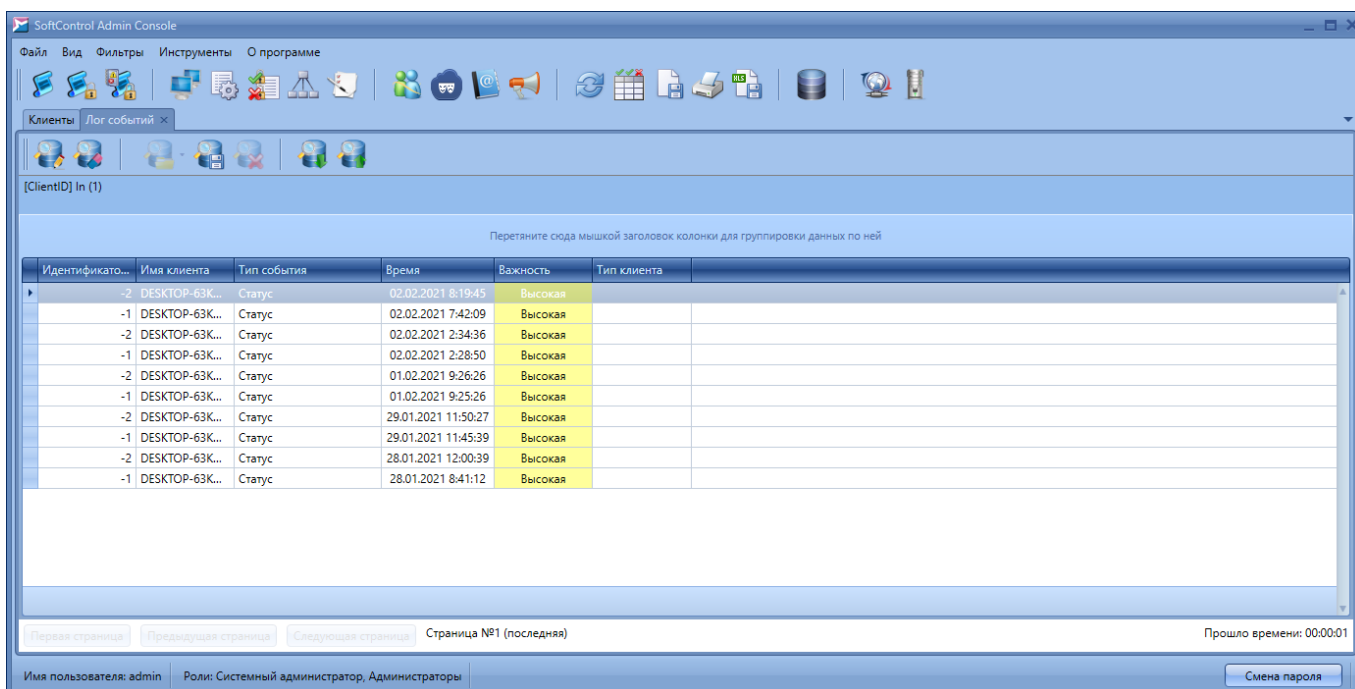 SoftControl Admin Console
Файл Вид Фильтры Инструменты О программе
Клиенты Лог событий
[ClientID] In (1)
Перетяните сюда мышкой заголовок колонки для группировки данных по ней
Идентификато... Имя клиента Тип события Время Важность Тип клиента
-2 DESKTOP-63K... Статус 02.02.2021 8:19:45 Высокая
-1 DESKTOP-63K... Статус 02.02.2021 7:42:09 Высокая
-2 DESKTOP-63K... Статус 02.02.2021 2:34:36 Высокая
-1 DESKTOP-63K... Статус 02.02.2021 2:28:50 Высокая
-2 DESKTOP-63K... Статус 01.02.2021 9:26:26 Высокая
-1 DESKTOP-63K... Статус 01.02.2021 9:25:26 Высокая
-2 DESKTOP-63K... Статус 29.01.2021 11:50:27 Высокая
-1 DESKTOP-63K... Статус 29.01.2021 11:45:39 Высокая
-2 DESKTOP-63K... Статус 28.01.2021 12:00:39 Высокая
-1 DESKTOP-63K... Статус 28.01.2021 8:41:12 Высокая
Первая страница Предыдущая страница Следующая страница Страница №1 (последняя) Прошло времени: 00:00:01
Имя пользователя: admin Роли: Системный администратор, Администраторы Смена пароля